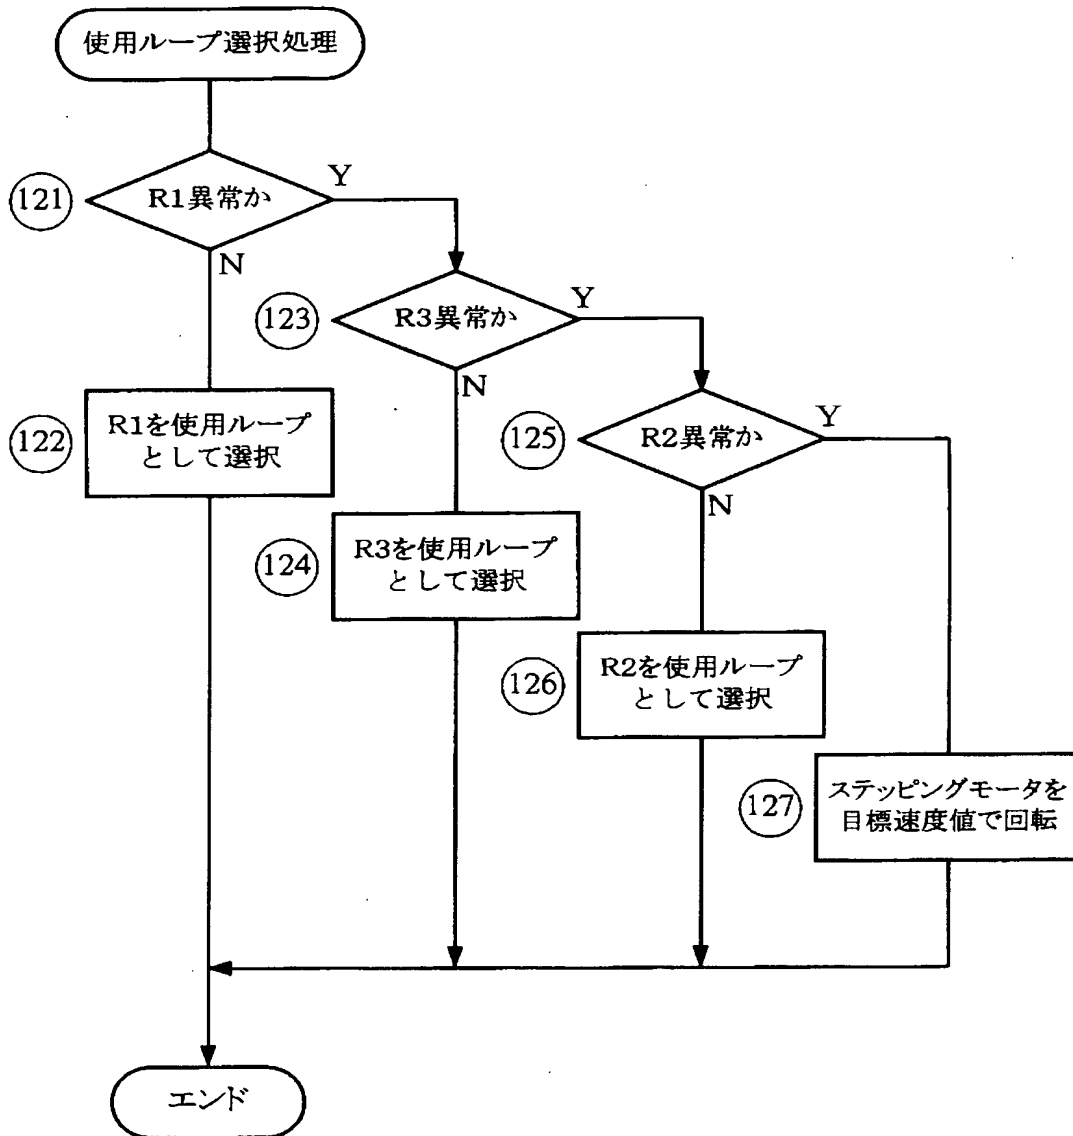 使用ループ選択処理
121
R1異常か
Y
N
123
R3異常か
Y
N
122
R1を使用ループ
として選択
125
R2異常か
Y
N
124
R3を使用ループ
として選択
126
R2を使用ループ
として選択
127
ステッピングモータを
目標速度値で回転
エンド